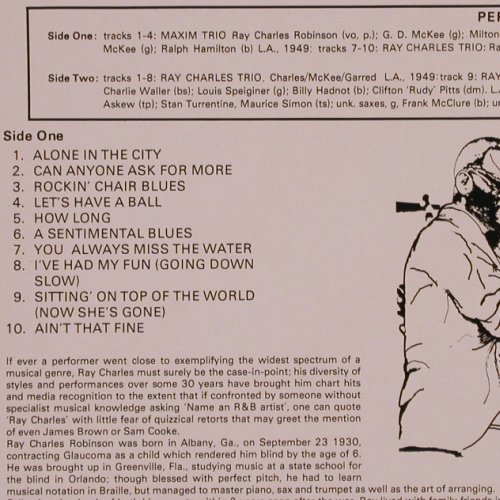 PER
Side One: tracks 1-4: MAXIM TRIO Ray Charles Robinson (vo, p.); G. D. McKee (g); Milton
McKee (g); Ralph Hamilton (b) L.A., 1949: tracks 7-10: RAY CHARLES TRIO: Ra
Side Two: tracks 1-8: RAY CHARLES TRIO, Charles/McKee/Garred L.A., 1949: track 9: RAY
Charlie Waller (bs); Louis Speiginer (g); Billy Hadnot (b); Clifton 'Rudy' Pitts (dm). L.
Askew (tp); Stan Turrentine, Maurice Simon (ts); unk. saxes, g, Frank McClure (b); un
Side One
1. ALONE IN THE CITY
2. CAN ANYONE ASK FOR MORE
3. ROCKIN' CHAIR BLUES
4. LET'S HAVE A BALL
5. HOW LONG
6. A SENTIMENTAL BLUES
7. YOU ALWAYS MISS THE WATER
8. I'VE HAD MY FUN (GOING DOWN
SLOW)
9. SITTING' ON TOP OF THE WORLD
(NOW SHE'S GONE)
10. AIN'T THAT FINE
If ever a performer went close to exemplifying the widest spectrum of a
musical genre, Ray Charles must surely be the case-in-point; his diversity of
styles and performances over some 30 years have brought him chart hits
and media recognition to the extent that if confronted by someone without
specialist musical knowledge asking 'Name an R&B artist', one can quote
'Ray Charles' with little fear of quizzical retorts that may greet the mention
of even James Brown or Sam Cooke.
Ray Charles Robinson was born in Albany, Ga., on September 23 1930,
contracting Glaucoma as a child which rendered him blind by the age of 6.
He was brought up in Greenville, Fla., studying music at a state school for
the blind in Orlando; though blessed with perfect pitch, he had to learn
musical notation in Braille, but managed to master piano, sax and trumpet as well as the art of arranging.